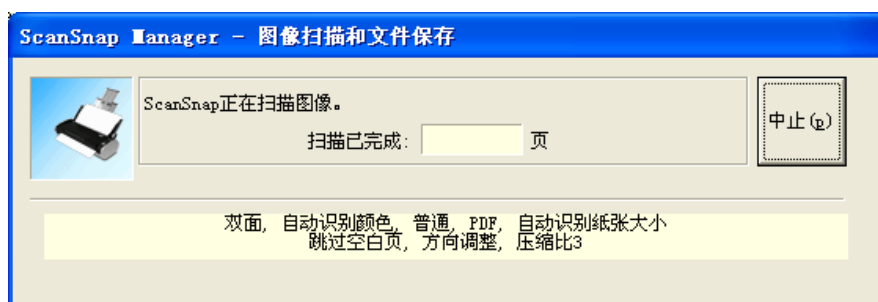 ScanSnap Manager - 图像扫描和文件保存
ScanSnap正在扫描图像。
扫描已完成: 页
中止(p)
双面, 自动识别颜色, 普通, PDF, 自动识别纸张大小
跳过空白页, 方向调整, 压缩比3